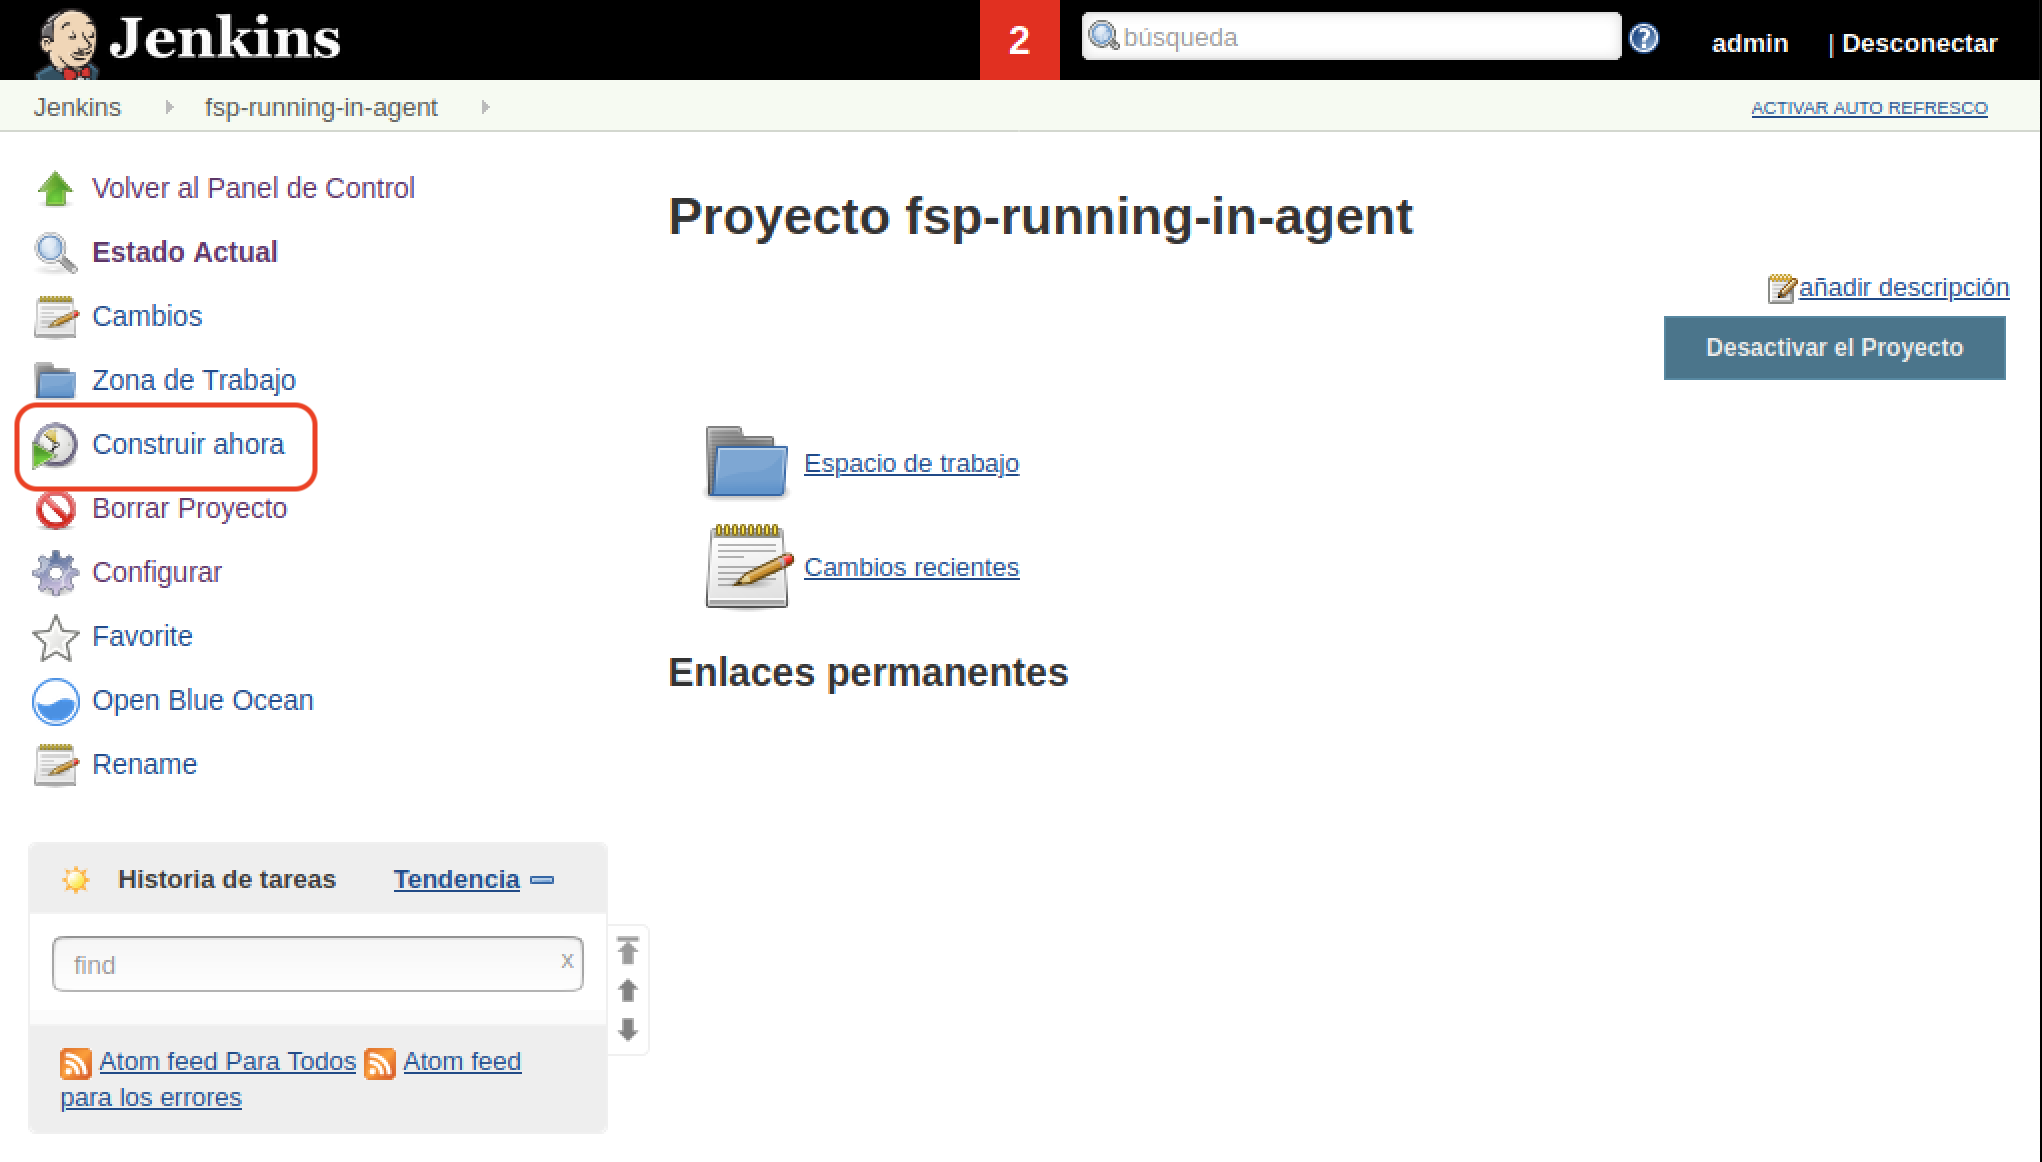 Jenkins
2
búsqueda
admin
| Desconectar
Jenkins
fsp-running-in-agent
ACTIVAR AUTO REFRESCO
Volver al Panel de Control
Estado Actual
Cambios
Zona de Trabajo
Construir ahora
Borrar Proyecto
Configurar
Favorite
Open Blue Ocean
Rename
Historia de tareas
Tendencia
find
x
Atom feed Para Todos Atom feed
para los errores
Proyecto fsp-running-in-agent
añadir descripción
Desactivar el Proyecto
Espacio de trabajo
Cambios recientes
Enlaces permanentes